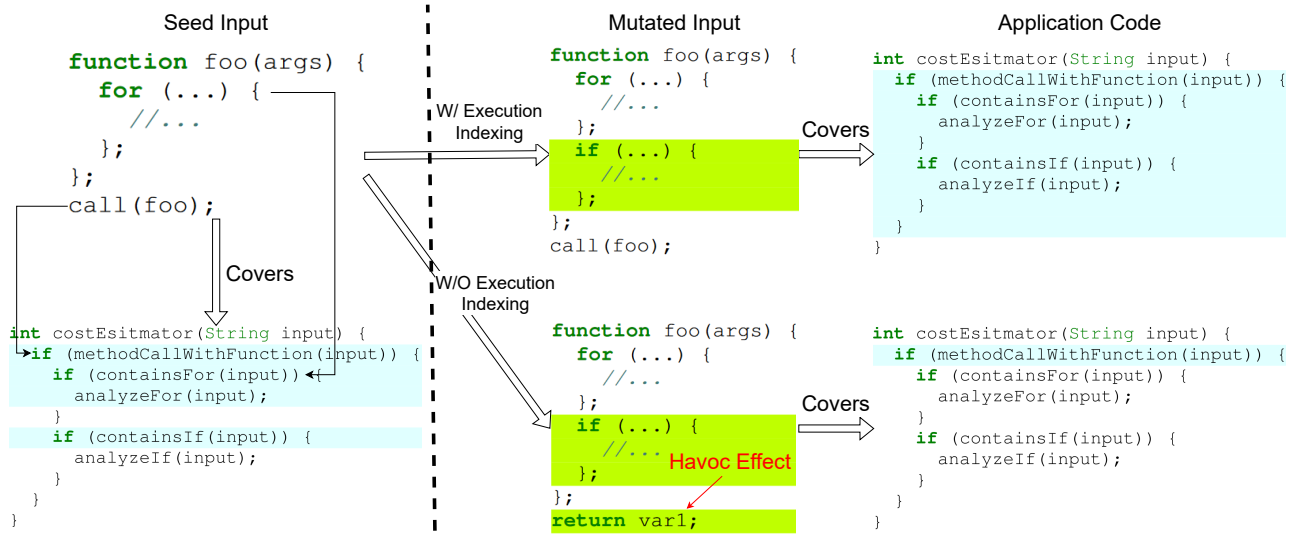 Seed Input
function foo(args) {
for (...) {
//...
};
};
call(foo);
Covers
int costEsitmator(String input) {
if (methodCallWithFunction(input)) {
if (containsFor(input)) {
analyzeFor(input);
}
if (containsIf(input)) {
analyzeIf(input);
}
}
}
W/ Execution
Indexing
W/O Execution
Indexing
Mutated Input
function foo(args) {
for (...) {
//...
};
if (...) {
//...
};
};
call(foo);
Covers
Application Code
int costEsitmator(String input) {
if (methodCallWithFunction(input)) {
if (containsFor(input)) {
analyzeFor(input);
}
if (containsIf(input)) {
analyzeIf(input);
}
}
}
function foo(args) {
for (...) {
//...
};
if (...) {
//...
Havoc Effect
};
};
return var1;
Covers
int costEsitmator(String input) {
if (methodCallWithFunction(input)) {
if (containsFor(input)) {
analyzeFor(input);
}
if (containsIf(input)) {
analyzeIf(input);
}
}
}